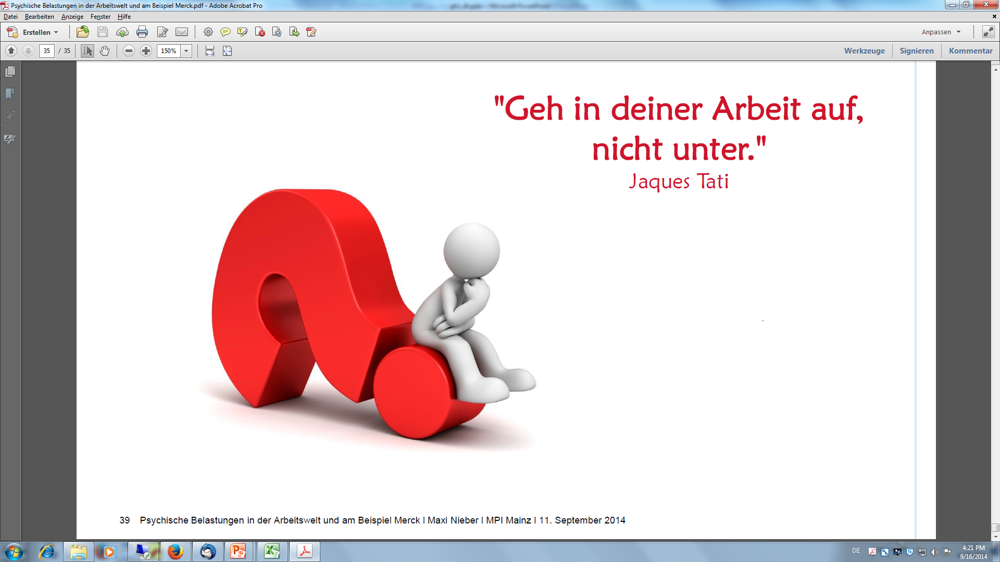 Psychische Belastungen in der Arbeitswelt und am Beispiel Merck.pdf - Adobe Acrobat Pro
Datei Bearbeiten Anzeige Fenster Hilfe
Erstellen
Anpassen
35 / 35
150%
Werkzeuge Signieren Kommentar
"Geh in deiner Arbeit auf,
nicht unter."
Jaques Tati
39 Psychische Belastungen in der Arbeitswelt und am Beispiel Merck I Maxi Nieber I MPI Mainz I 11. September 2014
DE
4:21 PM
9/16/2014